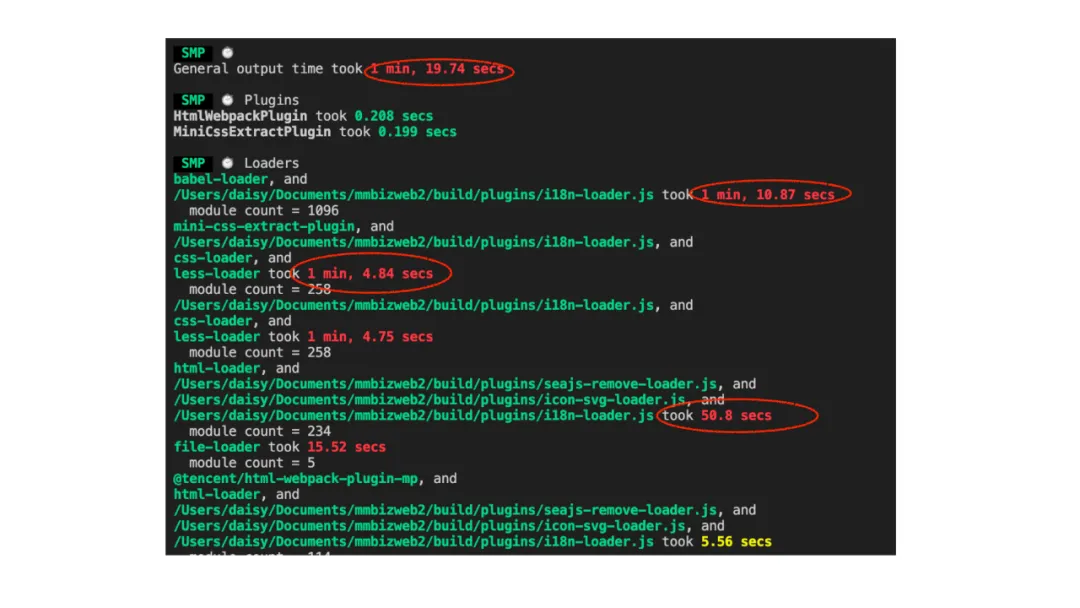 SMP
General output time took 1 min, 19.74 secs
SMP Plugins
HtmlWebpackPlugin took 0.208 secs
MiniCssExtractPlugin took 0.199 secs
SMP Loaders
babel-loader, and
/Users/daisy/Documents/mmbizweb2/build/plugins/i18n-loader.js took 1 min, 10.87 secs
module count = 1096
mini-css-extract-plugin, and
/Users/daisy/Documents/mmbizweb2/build/plugins/i18n-loader.js, and
css-loader, and
less-loader took 1 min, 4.84 secs
module count = 258
/Users/daisy/Documents/mmbizweb2/build/plugins/i18n-loader.js, and
css-loader, and
less-loader took 1 min, 4.75 secs
module count = 258
html-loader, and
/Users/daisy/Documents/mmbizweb2/build/plugins/seajs-remove-loader.js, and
/Users/daisy/Documents/mmbizweb2/build/plugins/icon-svg-loader.js, and
/Users/daisy/Documents/mmbizweb2/build/plugins/i18n-loader.js took 50.8 secs
module count = 234
file-loader took 15.52 secs
module count = 5
@tencent/html-webpack-plugin-mp, and
html-loader, and
/Users/daisy/Documents/mmbizweb2/build/plugins/seajs-remove-loader.js, and
/Users/daisy/Documents/mmbizweb2/build/plugins/icon-svg-loader.js, and
/Users/daisy/Documents/mmbizweb2/build/plugins/i18n-loader.js took 5.56 secs
module count = 114